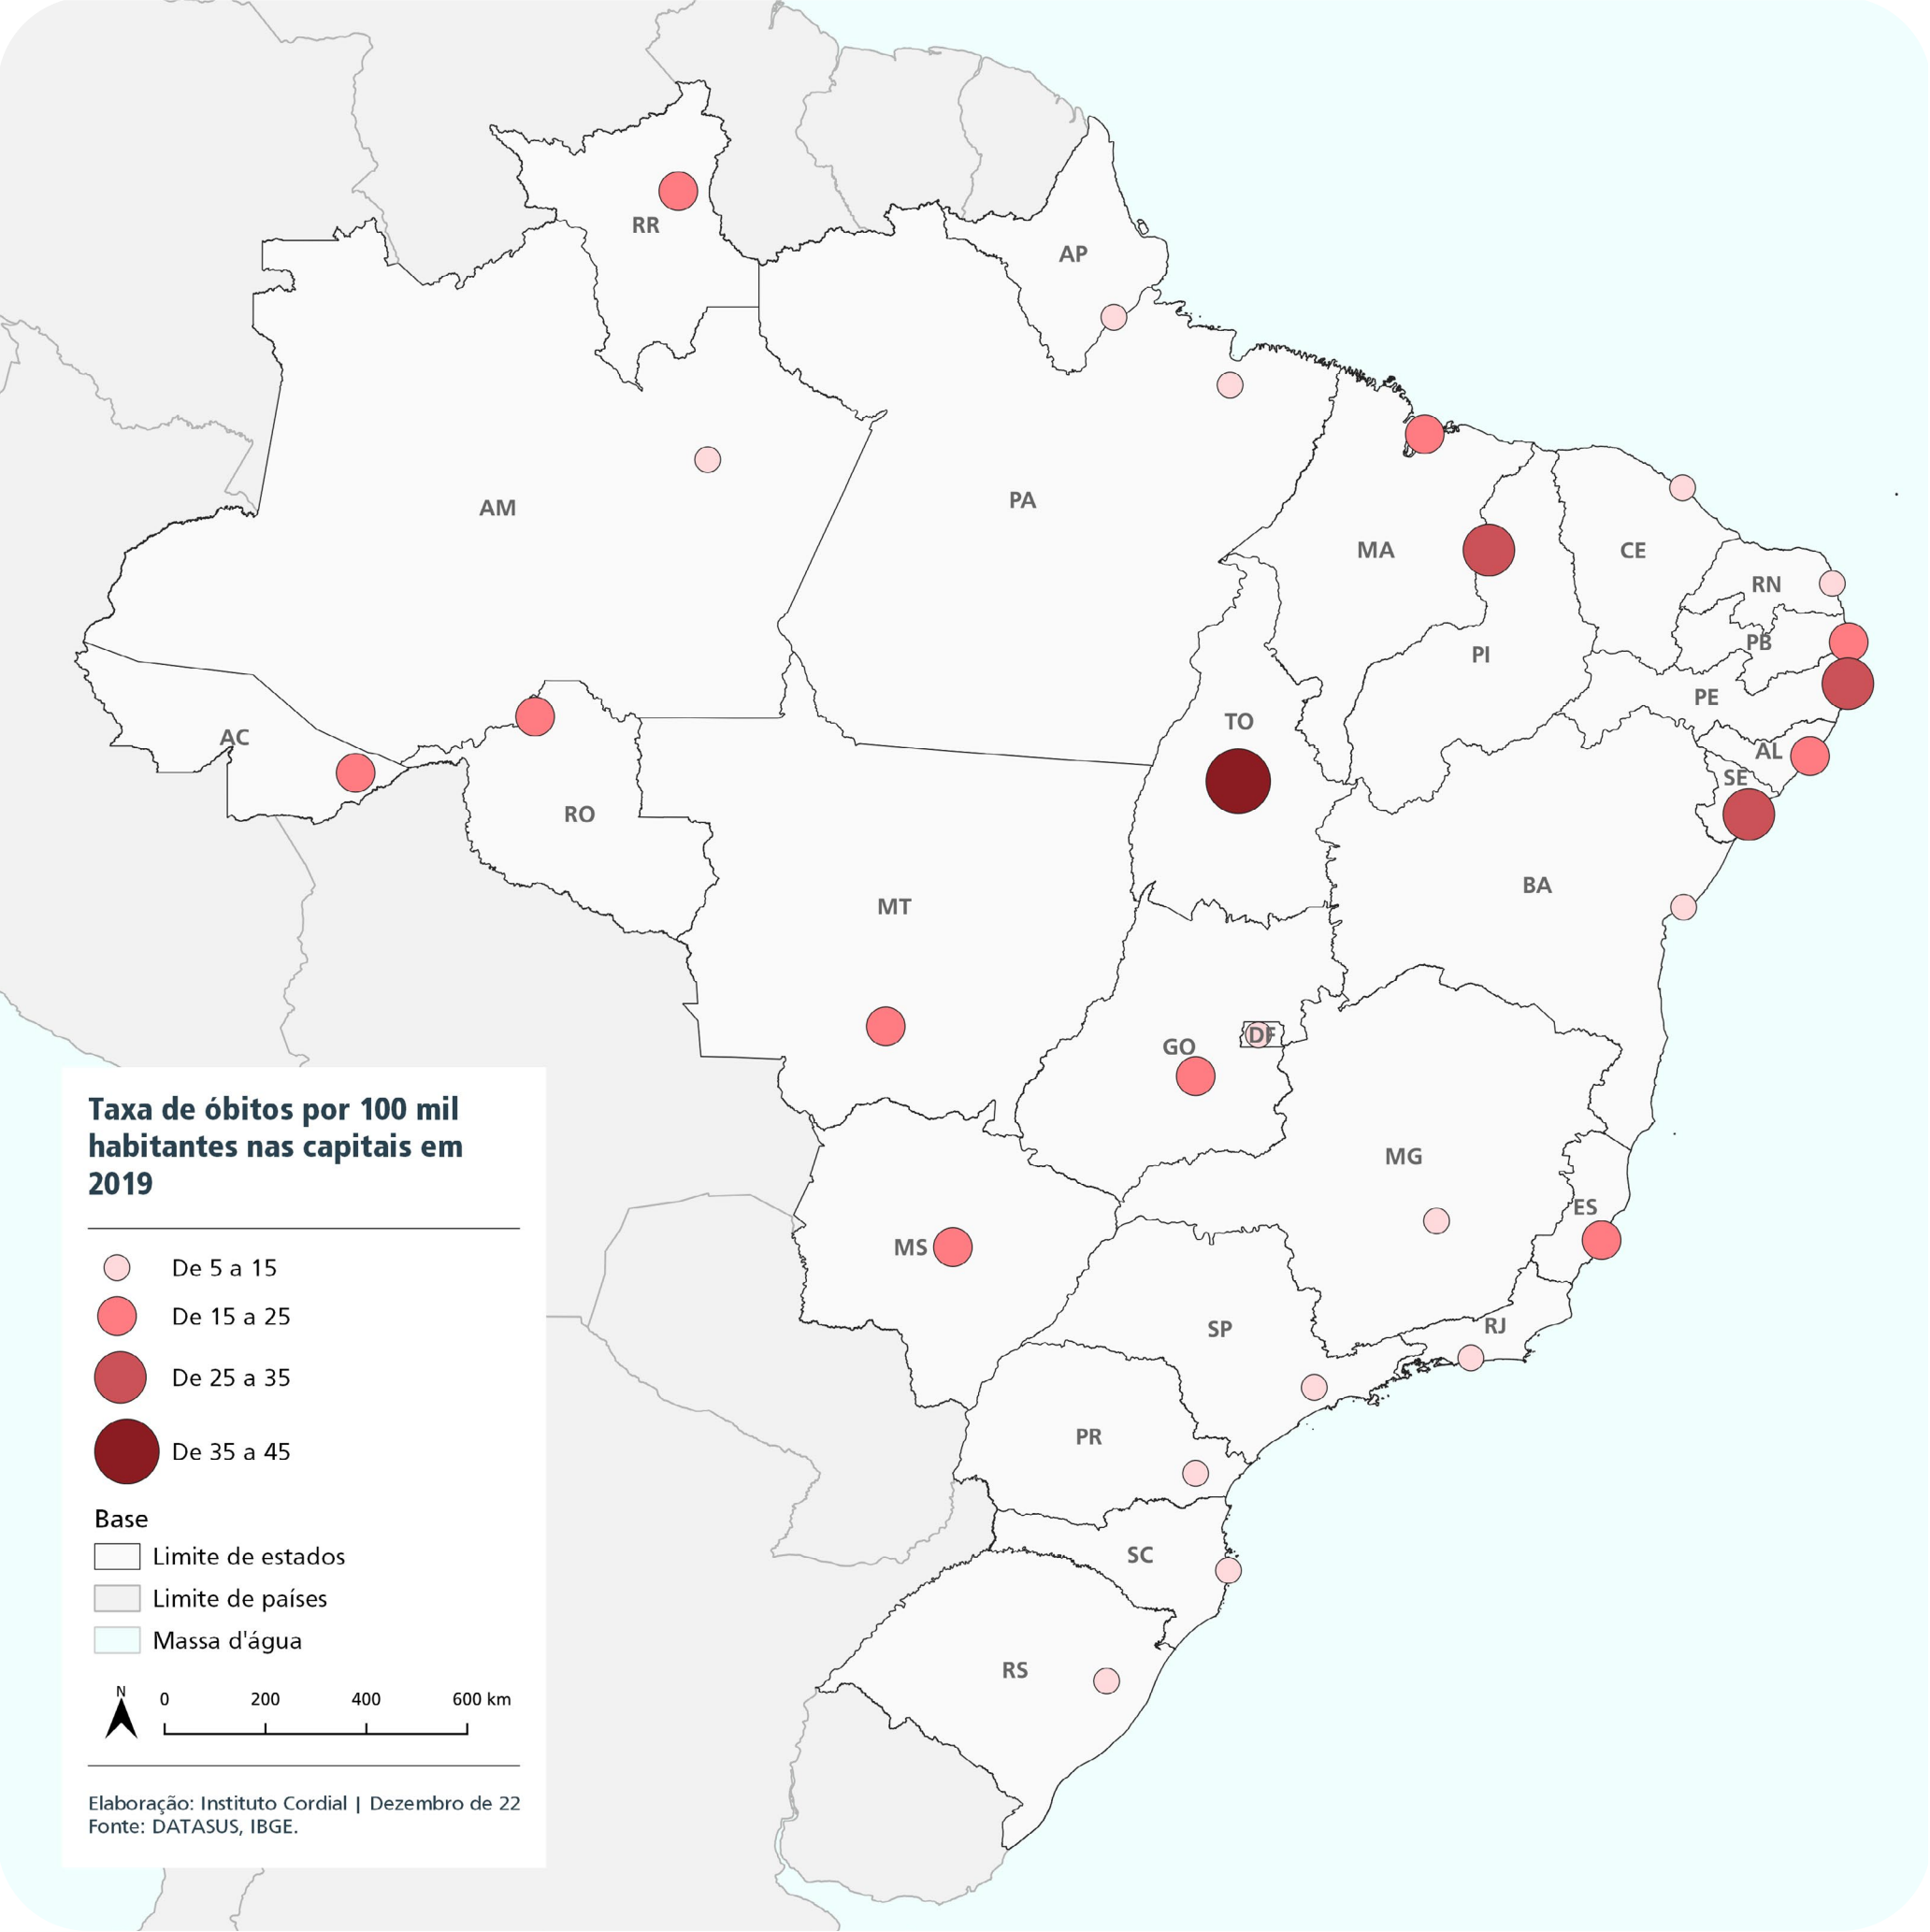 RR
AP
AM
PA
MA
CE
RN
PB
PI
PE
AC
TO
AL
SE
RO
BA
MT
DF
GO
MG
ES
MS
RJ
SP
PR
SC
RS
Taxa de óbitos por 100 mil
habitantes nas capitais em
2019
De 5 a 15
De 15 a 25
De 25 a 35
De 35 a 45
Base
Limite de estados
Limite de países
Massa d'água
N
0 200 400 600 km
Elaboração: Instituto Cordial | Dezembro de 22
Fonte: DATASUS, IBGE.